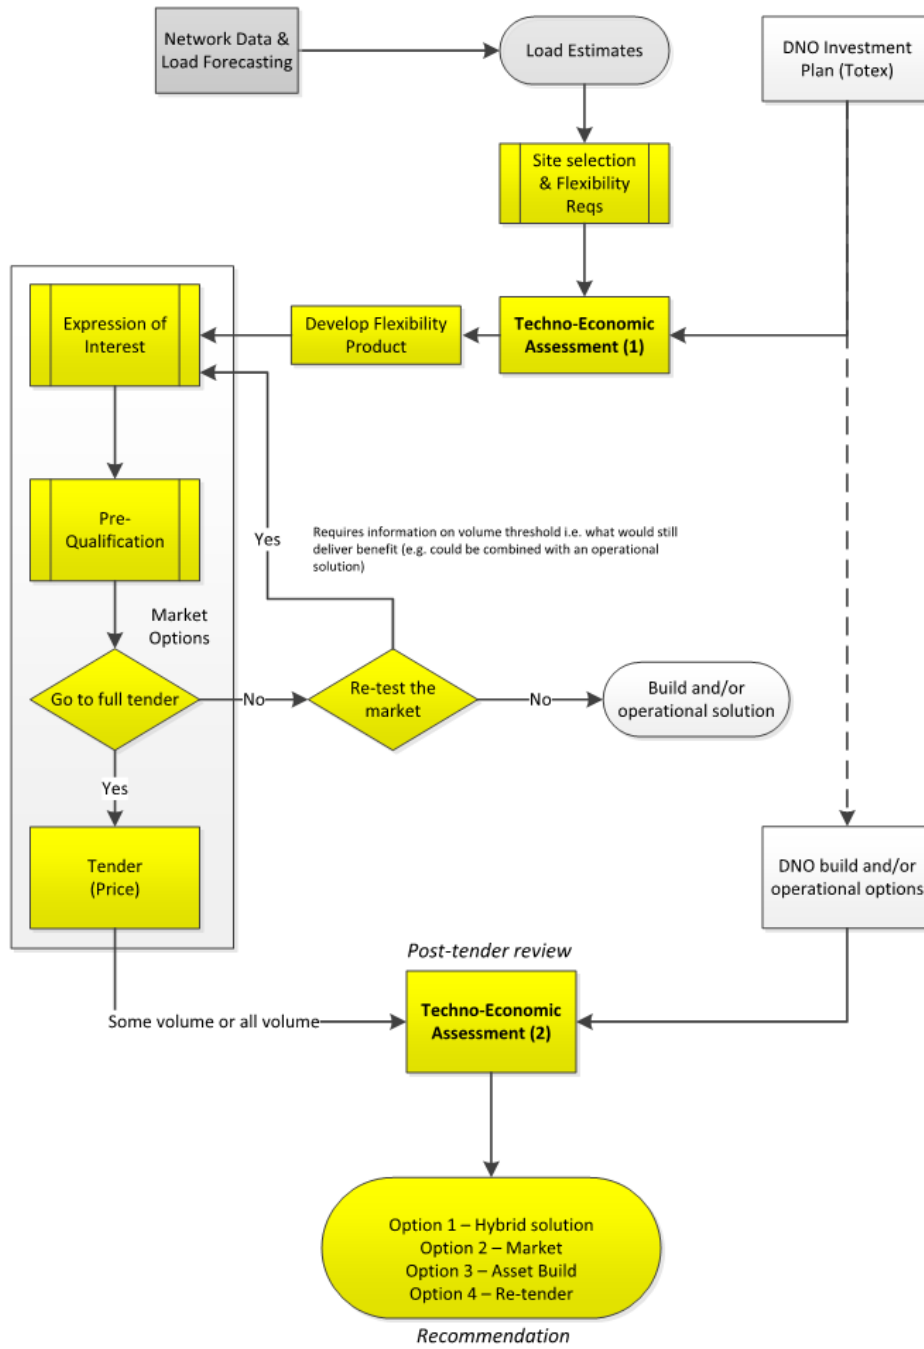 Network Data &
Load Forecasting
Load Estimates
DNO Investment
Plan (Totex)
Site selection
& Flexibility
Reqs
Expression of
Interest
Develop Flexibility
Product
Techno-Economic
Assessment (1)
Pre-
Qualification
Yes
Requires information on volume threshold i.e. what would still
deliver benefit (e.g. could be combined with an operational
solution)
Market
Options
Go to full tender
No
Re-test the
market
No
Build and/or
operational solution
Yes
Tender
(Price)
DNO build and/or
operational options
Post-tender review
Some volume or all volume
Techno-Economic
Assessment (2)
Option 1 – Hybrid solution
Option 2 – Market
Option 3 – Asset Build
Option 4 – Re-tender
Recommendation